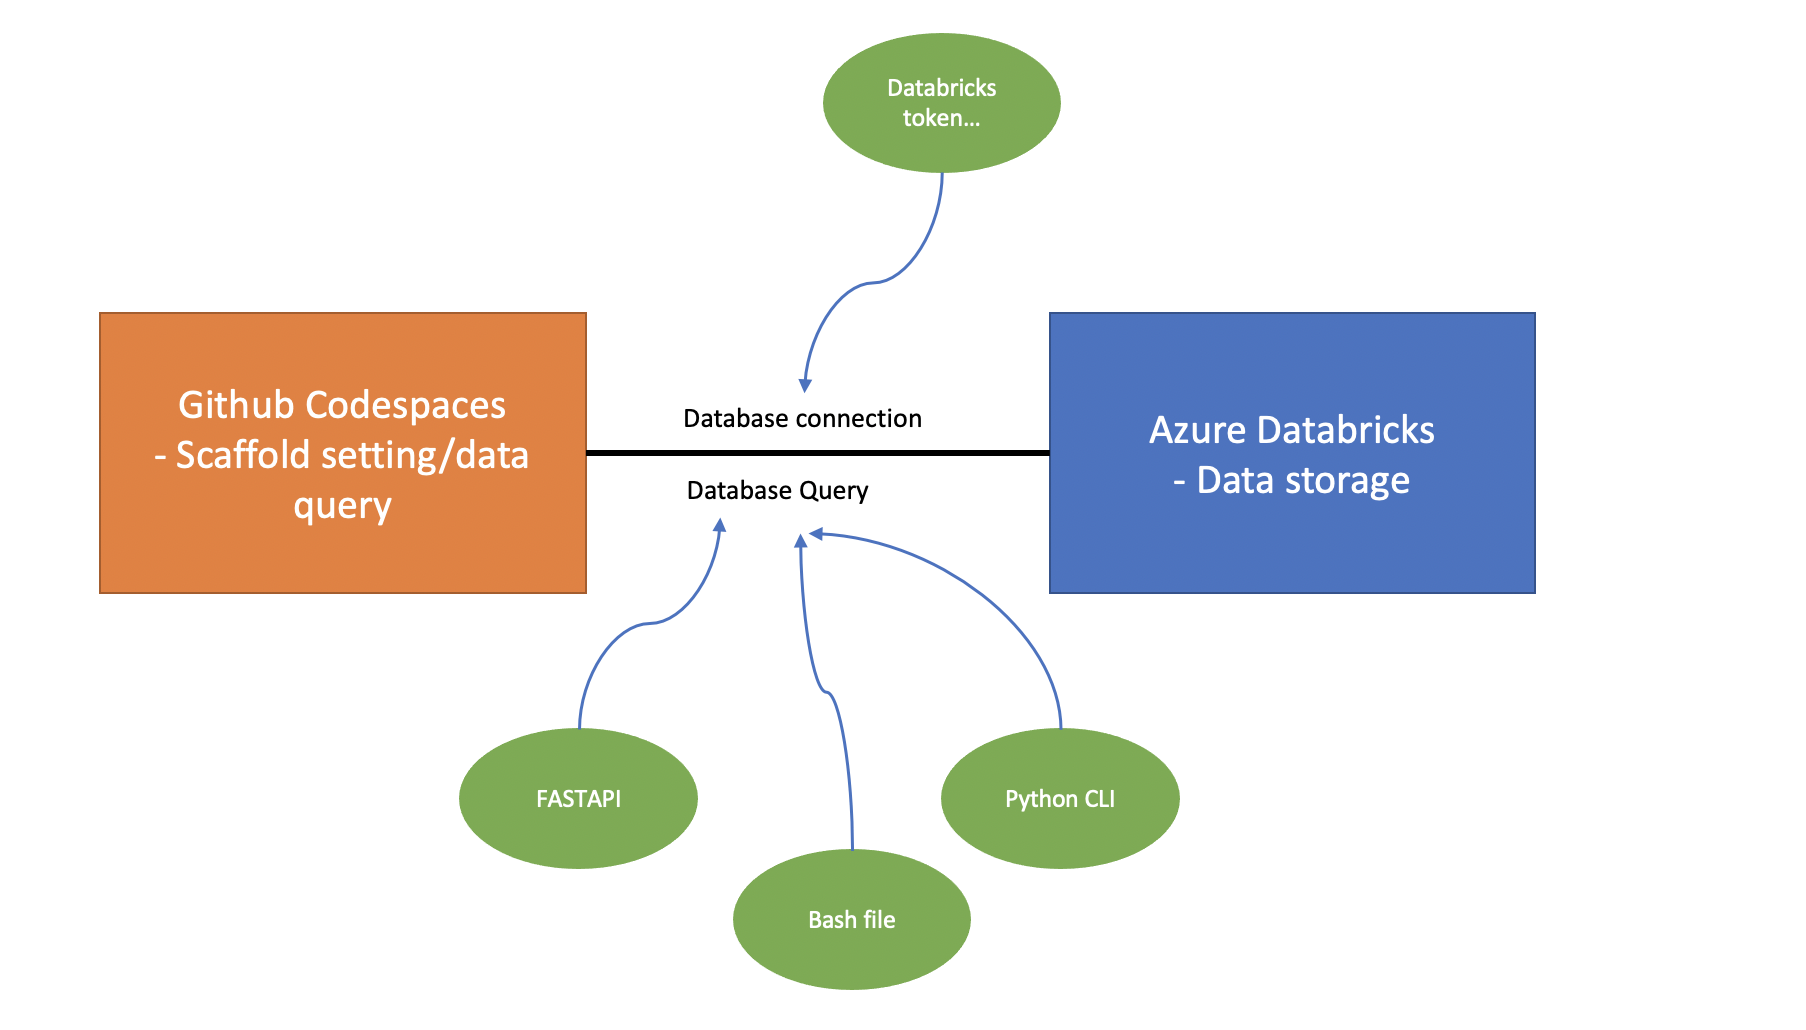 Databricks
token...
Github Codespaces
- Scaffold setting/data
query
Database connection
Database Query
Azure Databricks
- Data storage
FASTAPI
Python CLI
Bash file